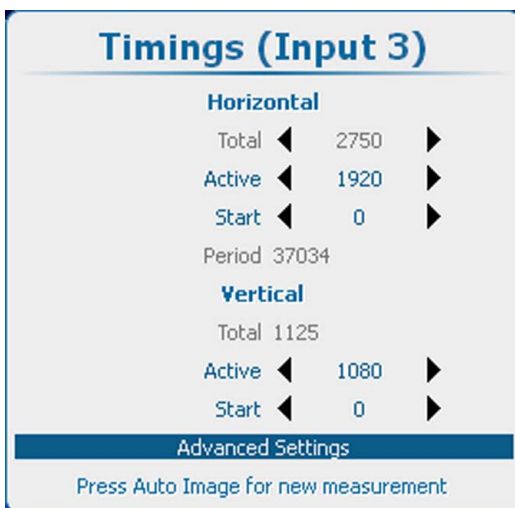 Timings (Input 3)
Horizontal
Total 2750
Active 1920
Start 0
Period 37034
Vertical
Total 1125
Active 1080
Start 0
Advanced Settings
Press Auto Image for new measurement